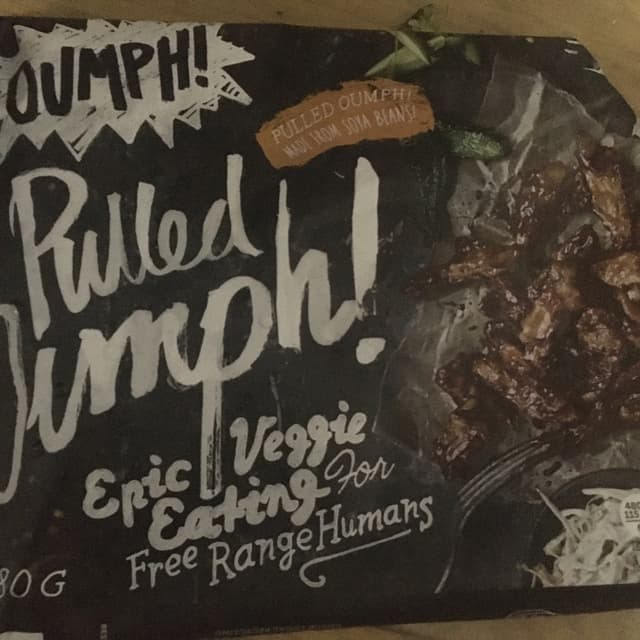 OUMPH!
PULLED OUMPH!
MADE FROM SOYA BEANS!
Pulled
Oumph!
Epic Veggie
Eating For
Free Range Humans
80 G